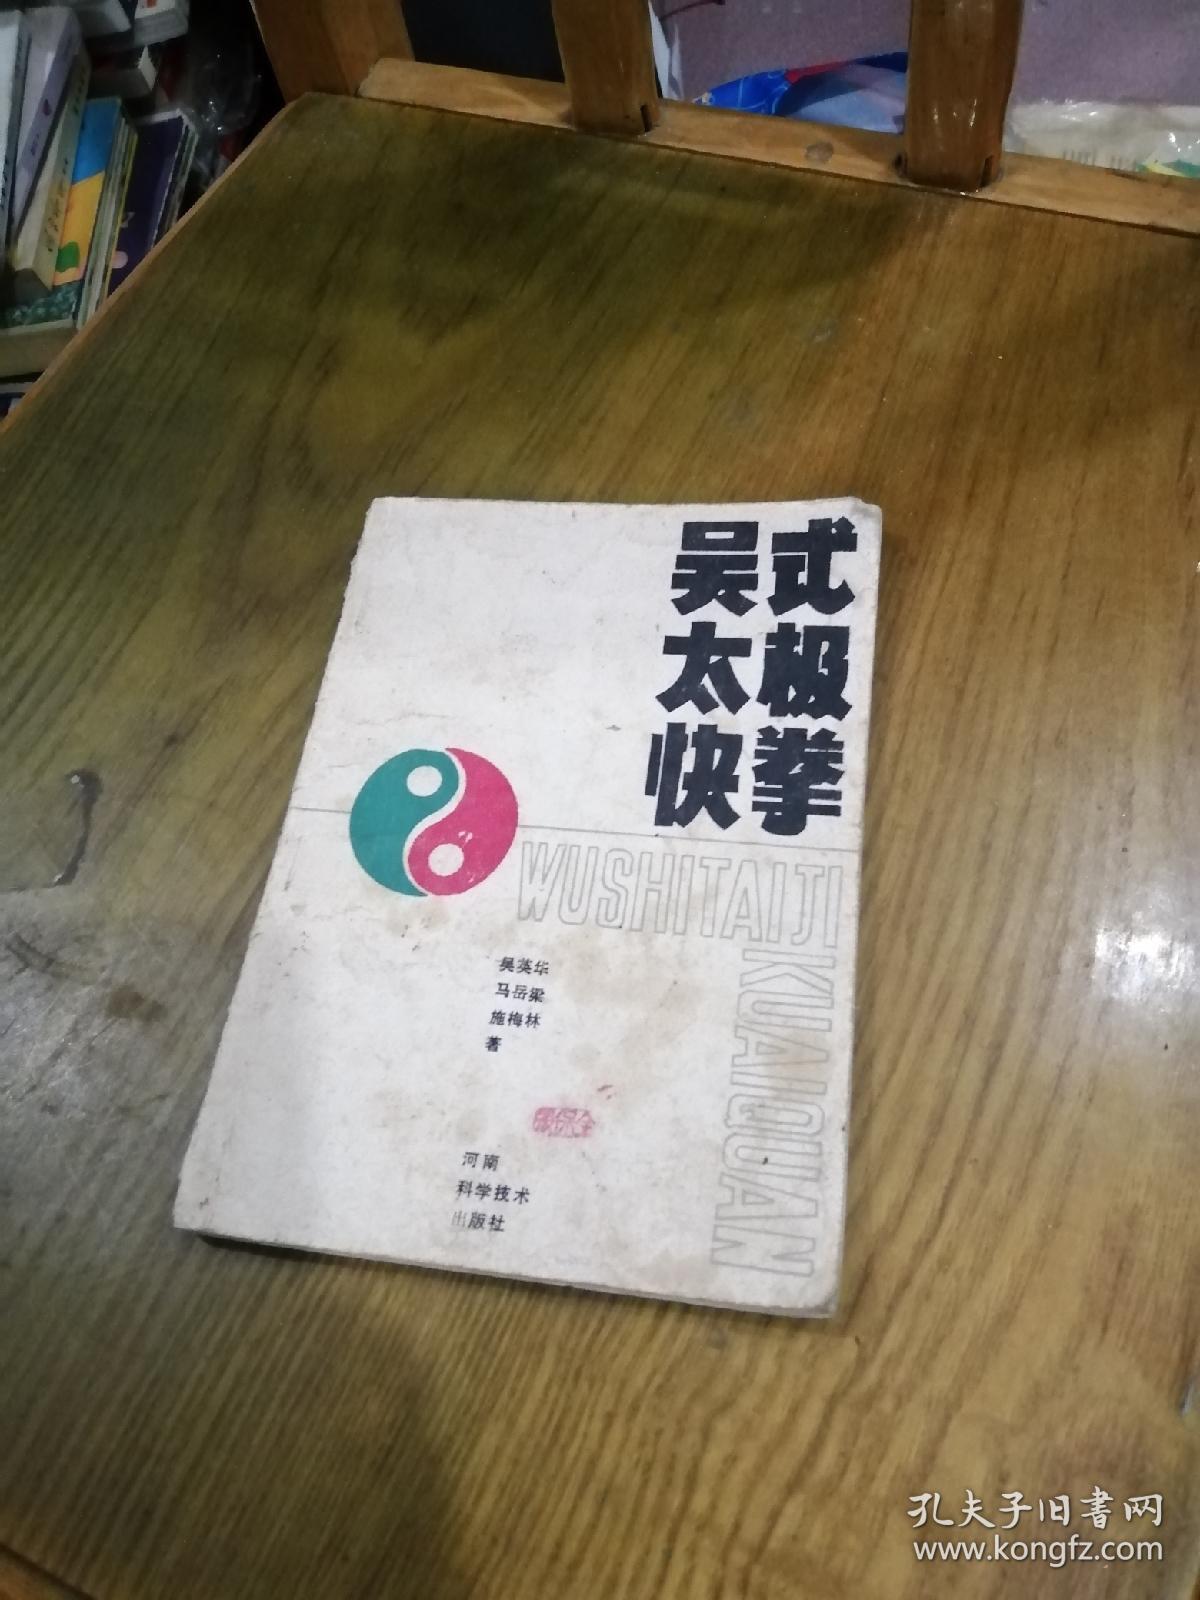 吴式
太极
快拳
WUSHITAIJI
KUAIQUAN
吴英华
马岳梁
施梅林
著
河南
科学技术
出版社
孔夫子旧書网
www.kongfz.com